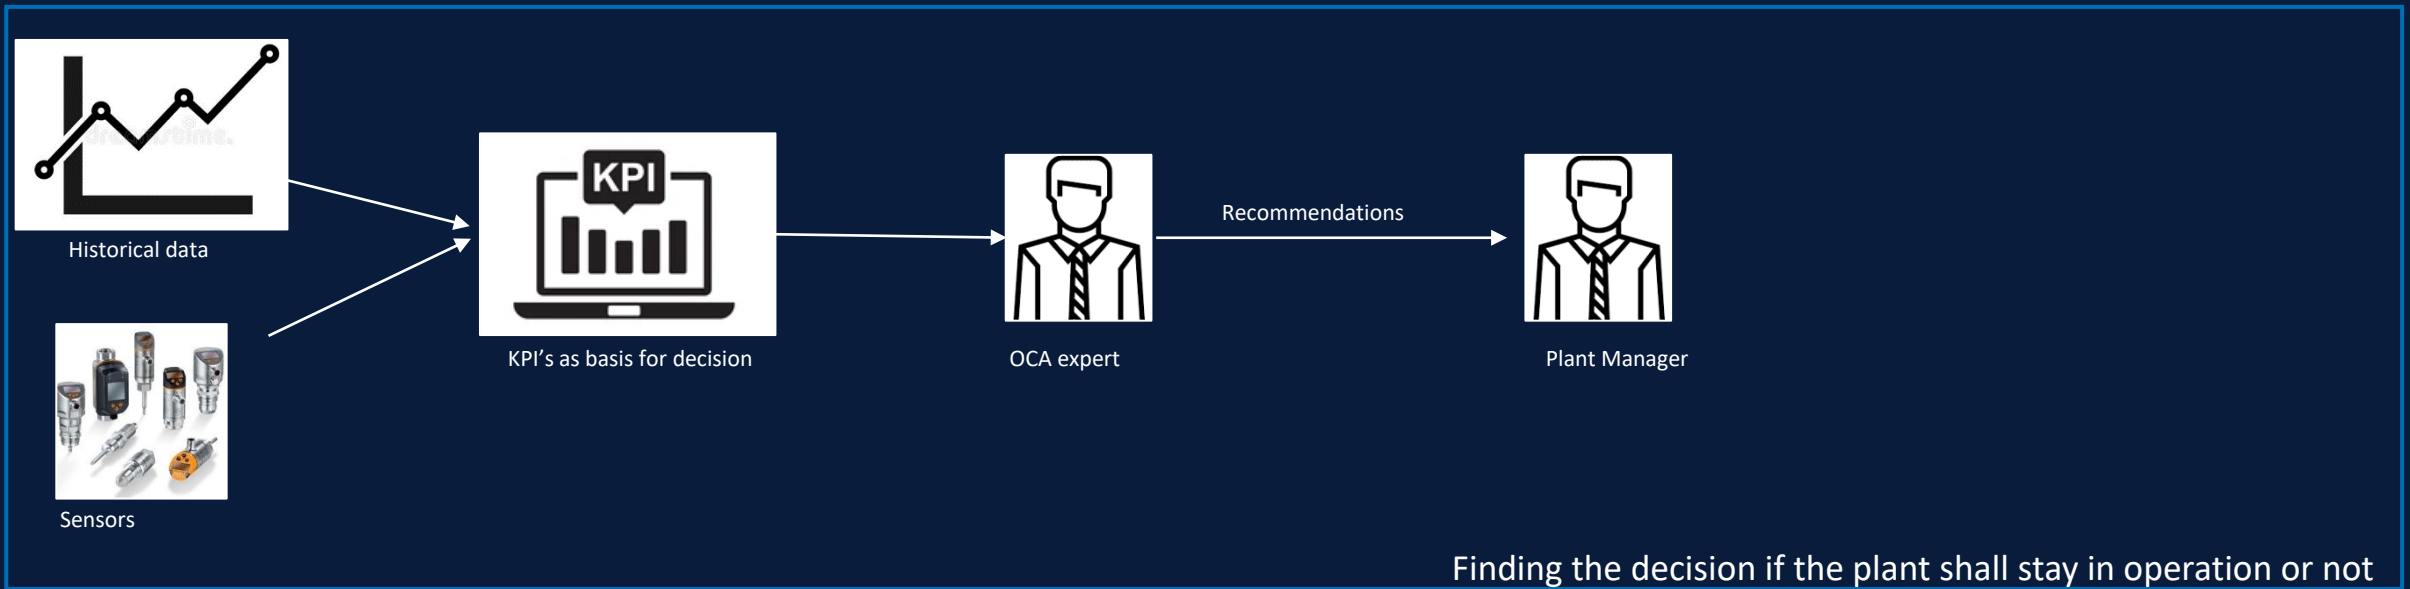 Historical data
Sensors
KPI
KPI's as basis for decision
OCA expert
Recommendations
Plant Manager
Finding the decision if the plant shall stay in operation or not